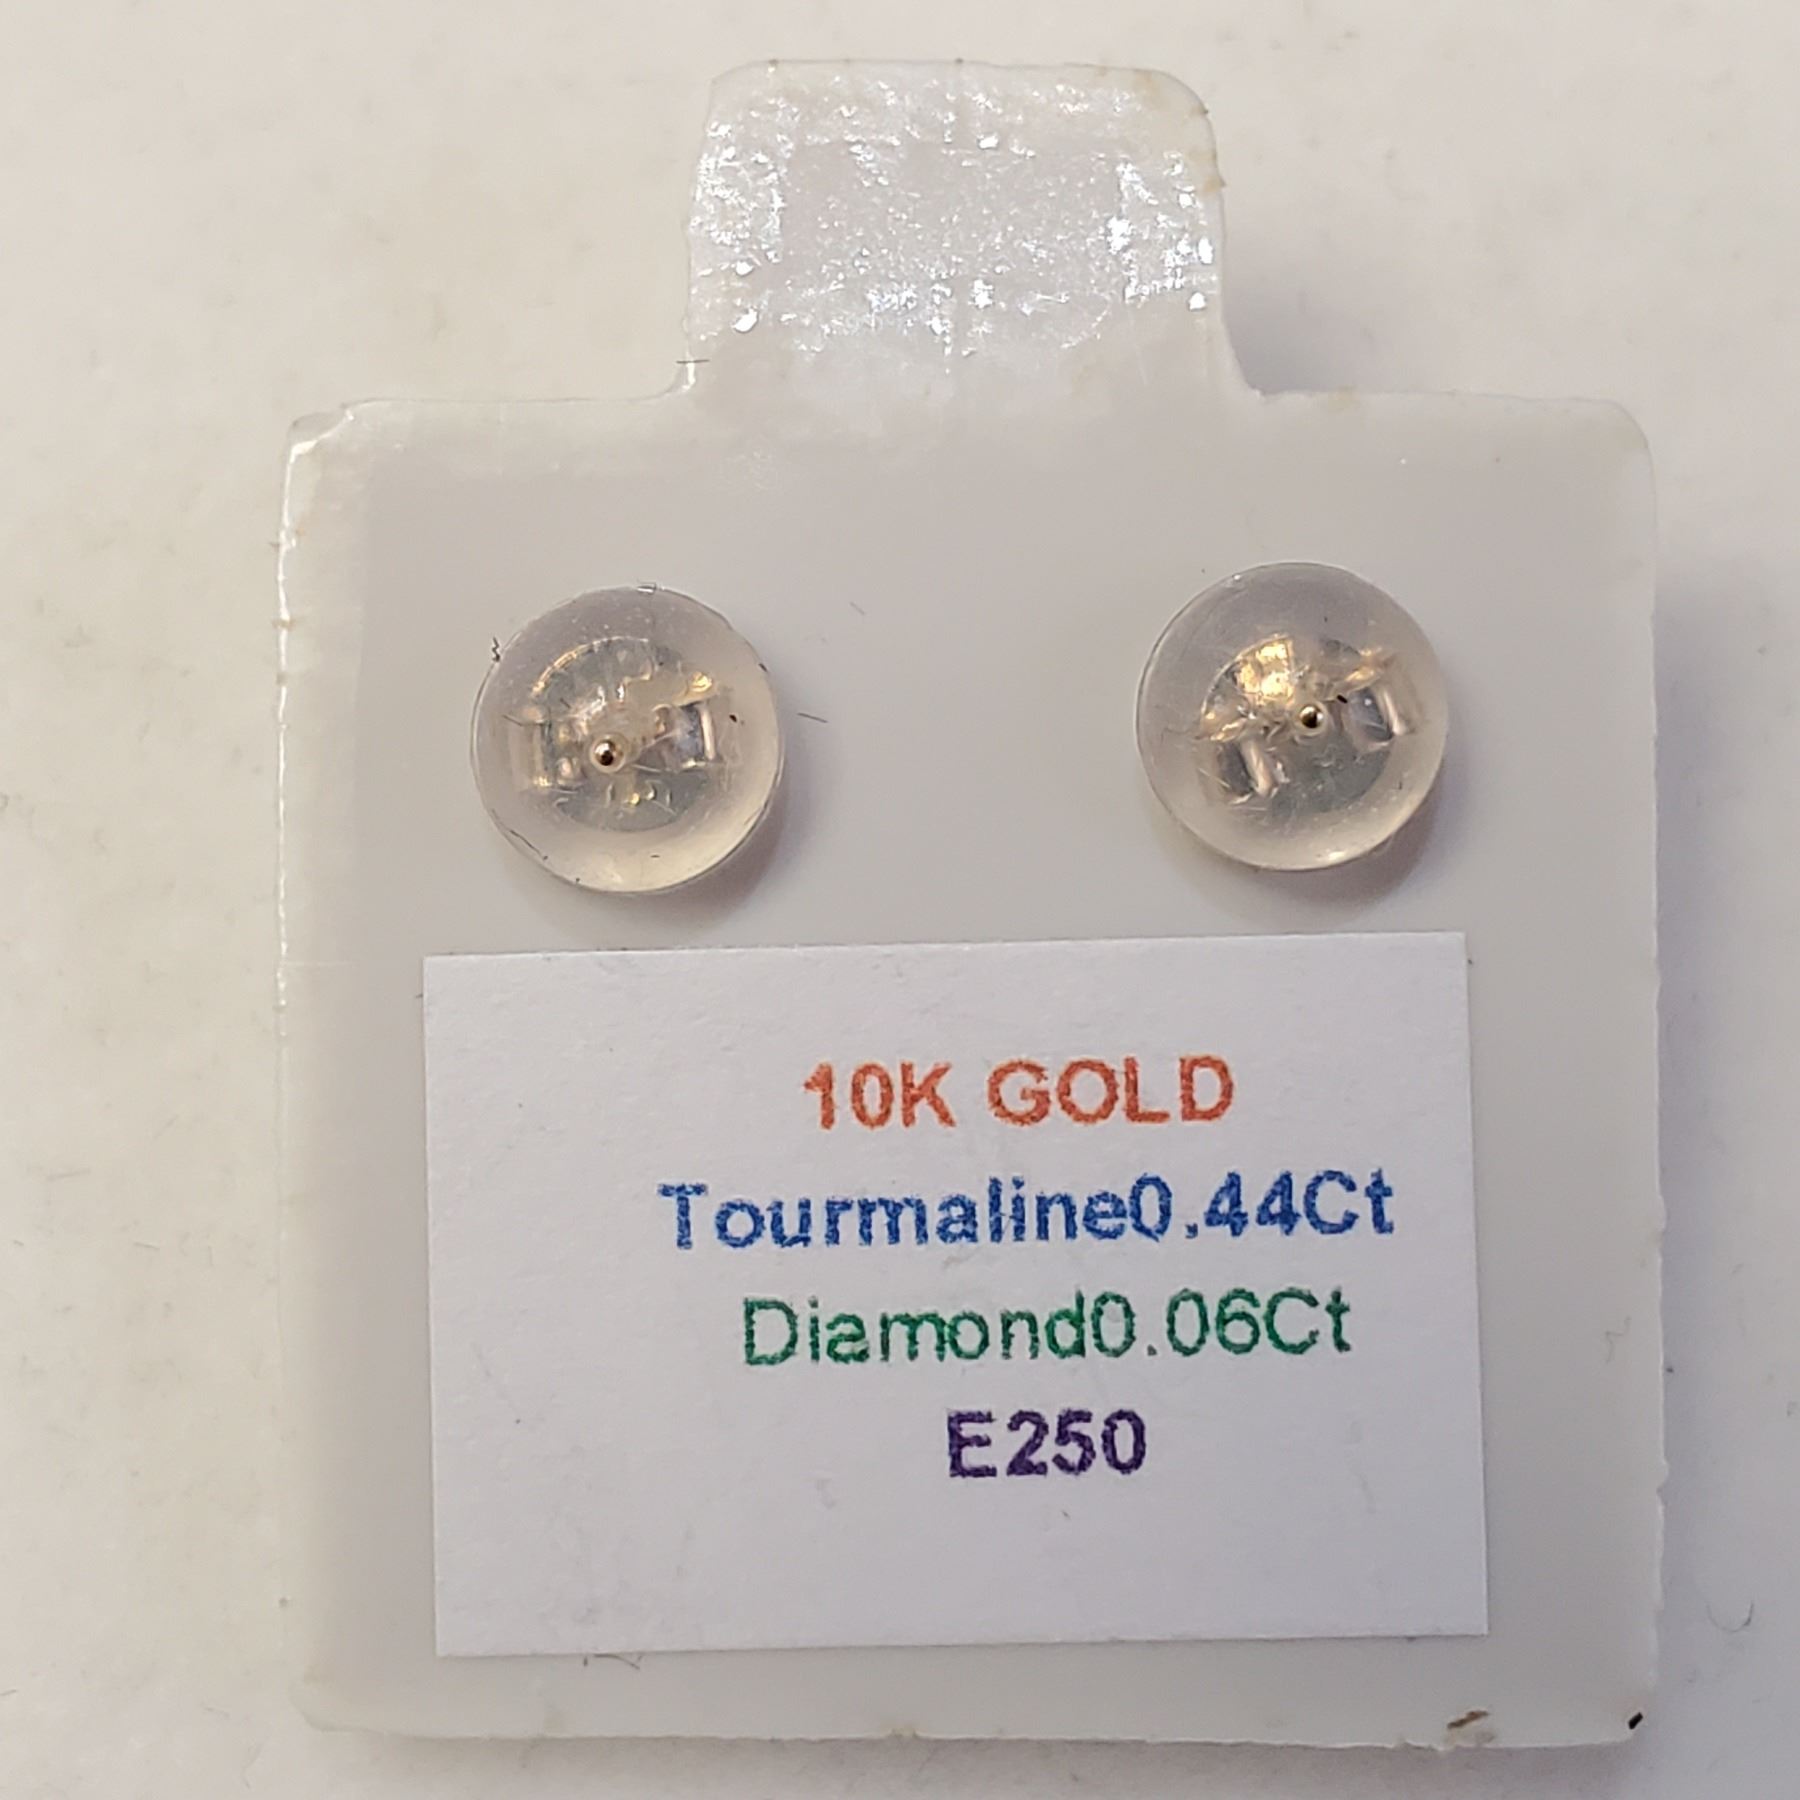 10K GOLD
Tourmaline0.44Ct
Diamond0.06Ct
E250